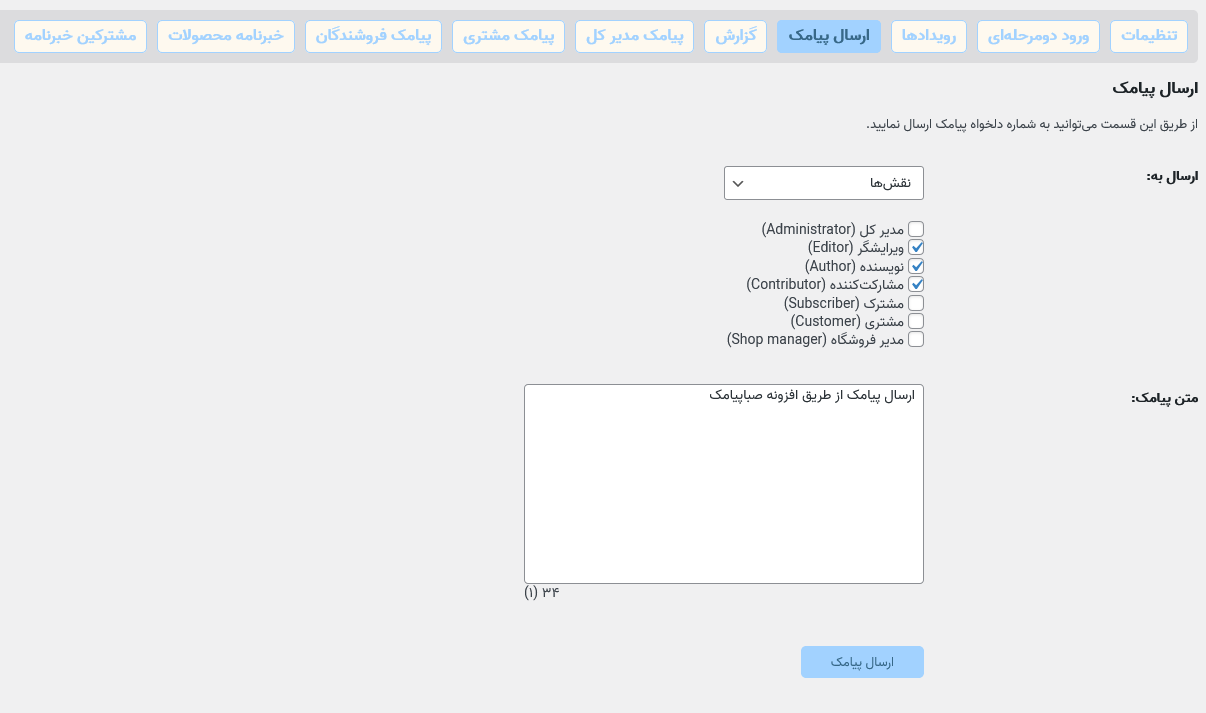 تنظیمات
ورود دومرحله‌ای
رویدادها
ارسال پیامک
گزارش
پیامک مدیر کل
پیامک مشتری
پیامک فروشندگان
خبرنامه محصولات
مشترکین خبرنامه
ارسال پیامک
از طریق این قسمت می‌توانید به شماره دلخواه پیامک ارسال نمایید.
ارسال به:
نقش‌ها
مدیر کل (Administrator)
ویرایشگر (Editor)
نویسنده (Author)
مشارکت‌کننده (Contributor)
مشترک (Subscriber)
مشتری (Customer)
مدیر فروشگاه (Shop manager)
متن پیامک:
ارسال پیامک از طریق افزونه صباپیامک
۳۴ (۱)
ارسال پیامک